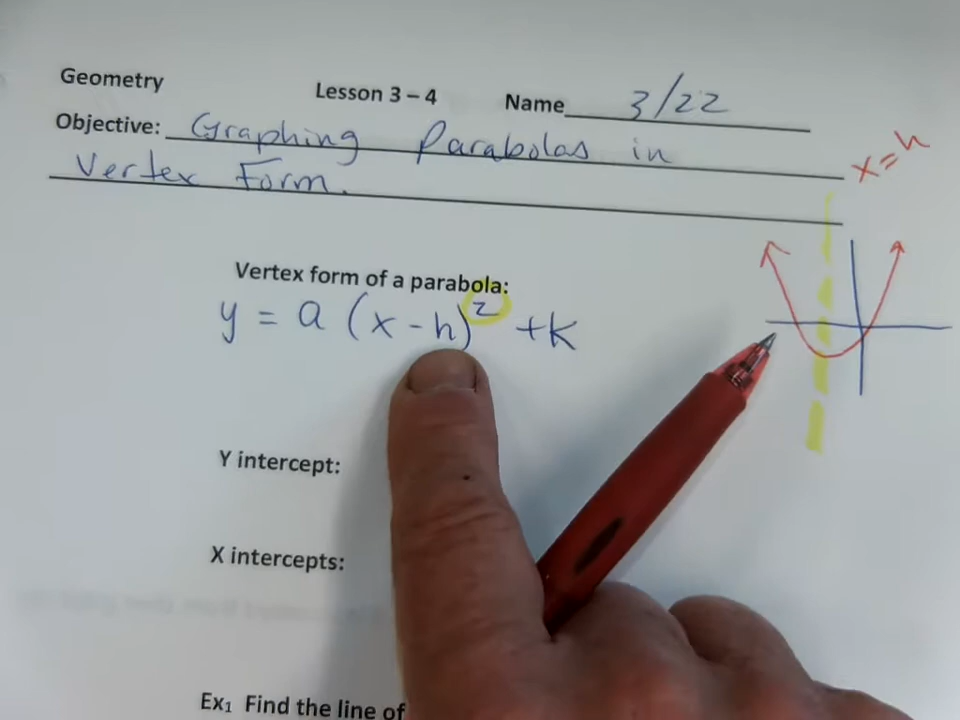 Geometry
Lesson 3 – 4
Name 3/22
Objective: Graphing Parabolas in
Vertex Form.
x = h
Vertex form of a parabola:
y = a (x - h)² + k
Y intercept:
X intercepts:
Ex1 Find the line of